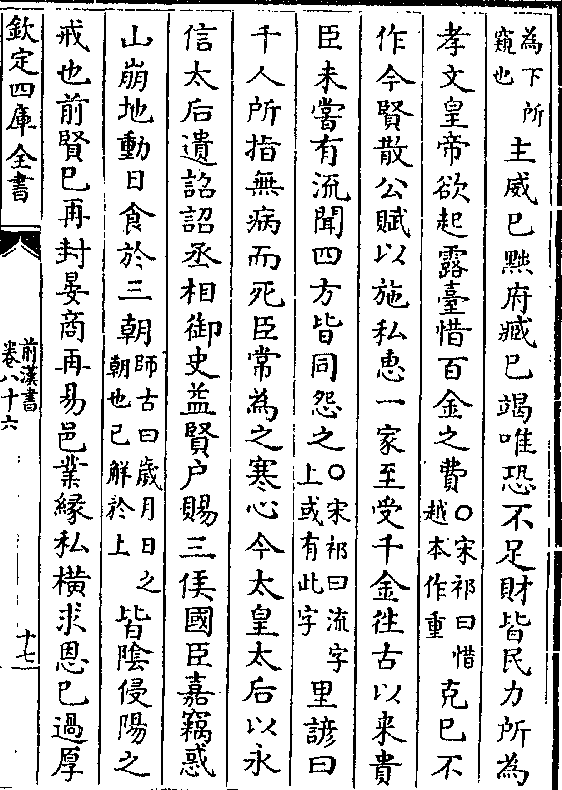 為下所
窺也
主威已黜府臧已竭唯恐不足財皆民力所為
孝文皇帝欲起露臺惜百金之費
○宋祁曰惜
越本作重
克已不
作今賢散公賦以施私惠一家至受千金往古以来貴
臣未嘗有流聞四方皆同怨之
○宋祁曰流字
上或有此字
里諺曰
千人所指無病而死臣常為之寒心今太皇太后以永
信太后遺詔詔丞相御史益賢户賜三侯國臣嘉竊惑
山崩地動日食於三朝
師古曰歳月日之
朝也已解於上
皆陰侵陽之
戒也前賢已再封晏商再易邑業縁私横求恩已過厚
欽定四庫全書
前漢書
卷八十六
十七